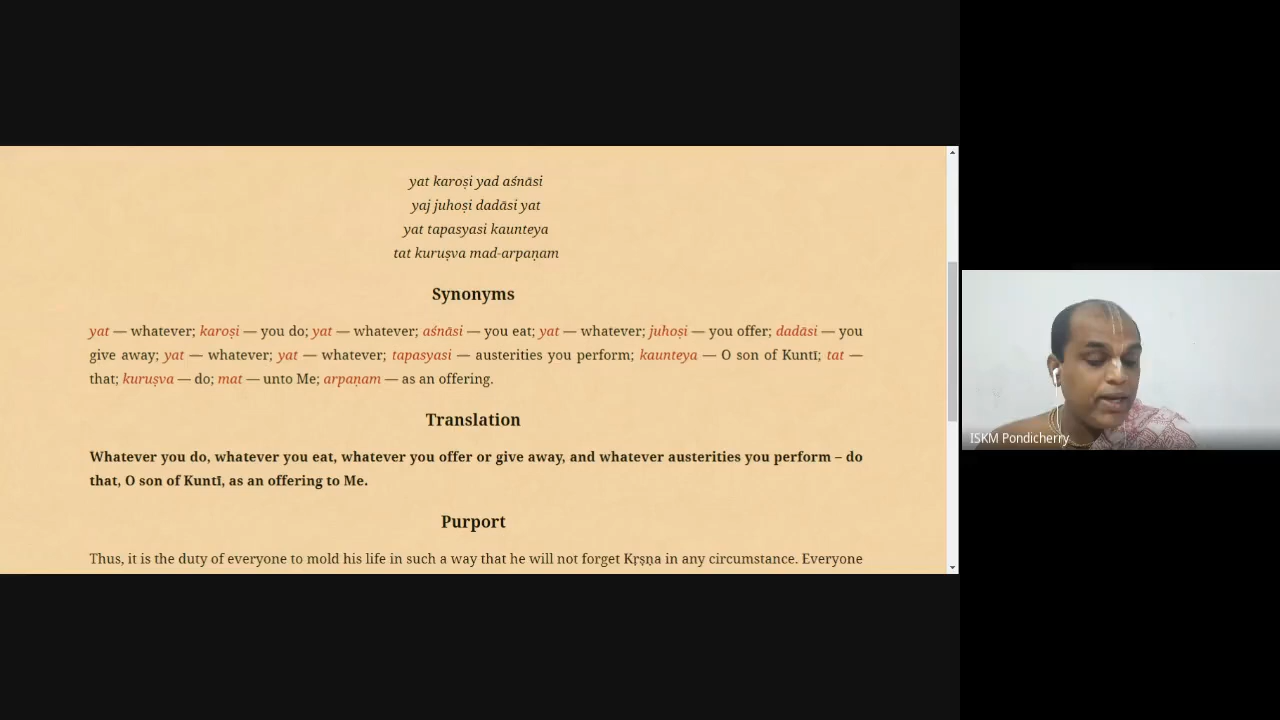 yat karoṣi yad aśnāsi
yaj juhoṣi dadāsi yat
yat tapasyasi kaunteya
tat kuruṣva mad-arpaṇam
Synonyms
yat — whatever; karoṣi — you do; yat — whatever; aśnāsi — you eat; yat — whatever; juhoṣi — you offer; dadāsi — you
give away; yat — whatever; yat — whatever; tapasyasi — austerities you perform; kaunteya — O son of Kuntī; tat —
that; kuruṣva — do; mat — unto Me; arpaṇam — as an offering.
Translation
Whatever you do, whatever you eat, whatever you offer or give away, and whatever austerities you perform – do
that, O son of Kuntī, as an offering to Me.
Purport
Thus, it is the duty of everyone to mold his life in such a way that he will not forget Kṛṣṇa in any circumstance. Everyone
ISKM Pondicherry